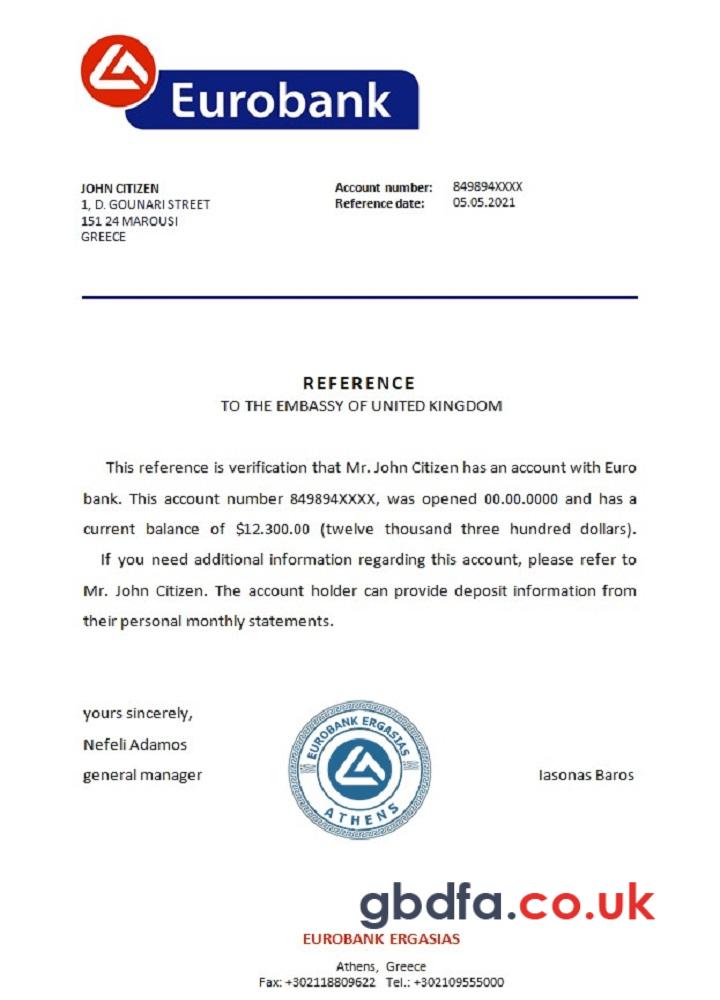 Eurobank
JOHN CITIZEN
1, D. GOUNARI STREET
151 24 MAROUSI
GREECE
Account number: 849894XXXX
Reference date: 05.05.2021
REFERENCE
TO THE EMBASSY OF UNITED KINGDOM
This reference is verification that Mr. John Citizen has an account with Euro
bank. This account number 849894XXXX, was opened 00.00.0000 and has a
current balance of $12.300.00 (twelve thousand three hundred dollars).
If you need additional information regarding this account, please refer to
Mr. John Citizen. The account holder can provide deposit information from
their personal monthly statements.
yours sincerely,
Nefeli Adamos
general manager
EUROBANK ERGASIAS
ATHENS
Iasonas Baros
gbdfa.co.uk
EUROBANK ERGASIAS
Athens, Greece
Fax: +302118809622 Tel.: +302109555000